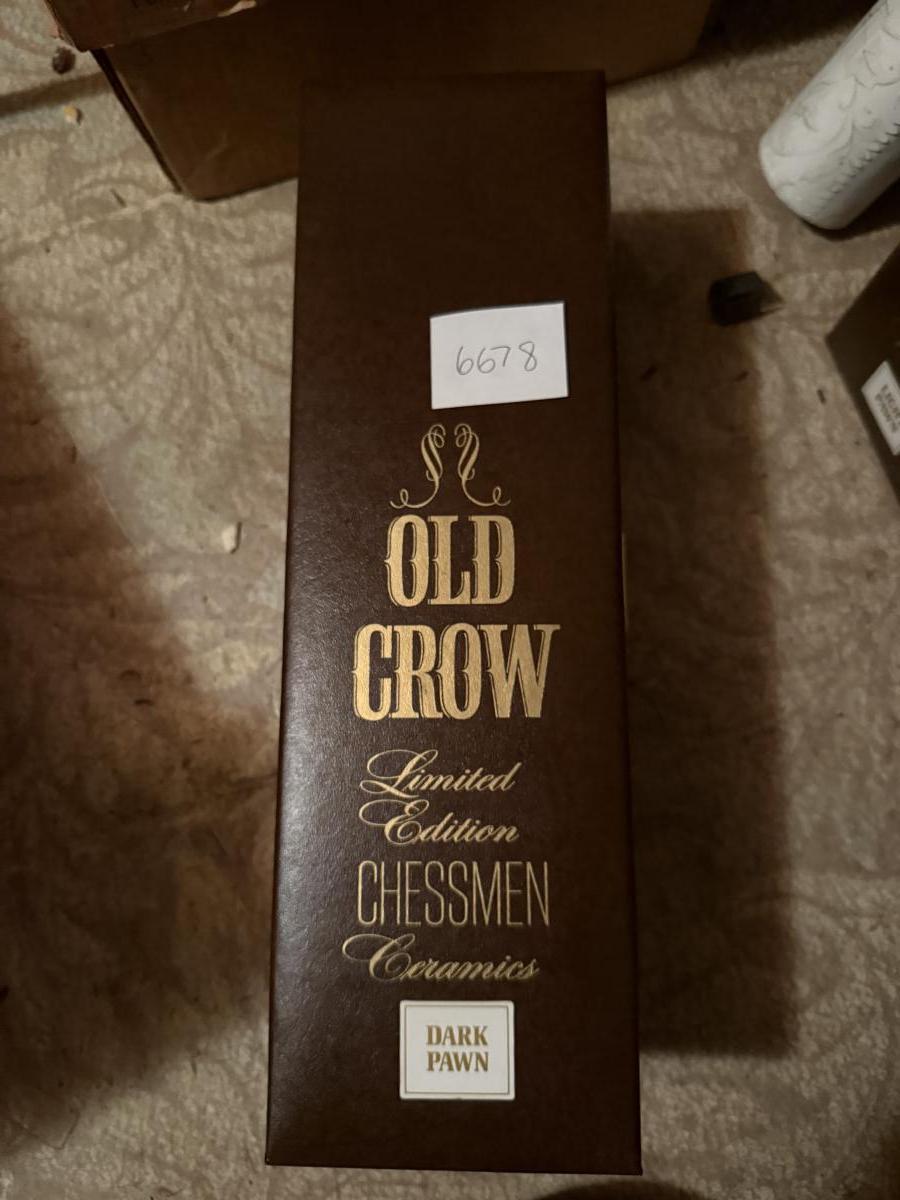 6678
OLD
CROW
Limited
Edition
CHESSMEN
Ceramics
DARK
PAWN